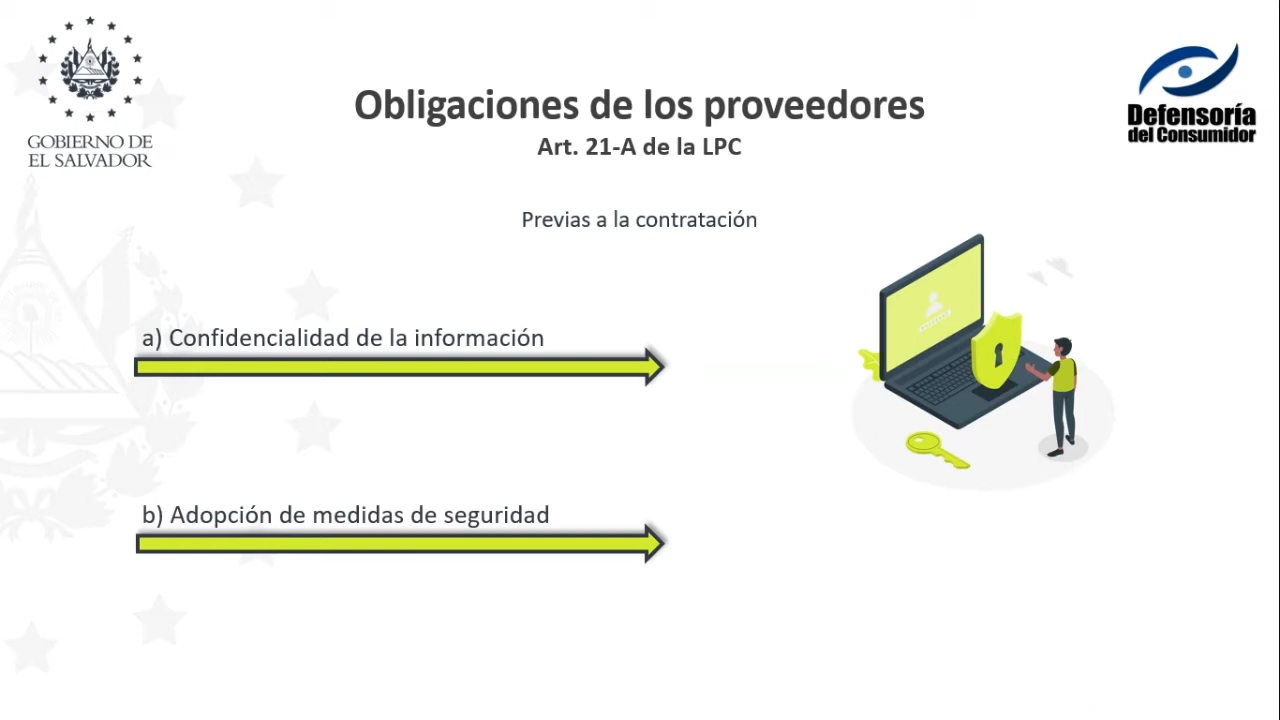 GOBIERNO DE
EL SALVADOR
Defensoría
del Consumidor
Obligaciones de los proveedores
Art. 21-A de la LPC
Previas a la contratación
a) Confidencialidad de la información
b) Adopción de medidas de seguridad